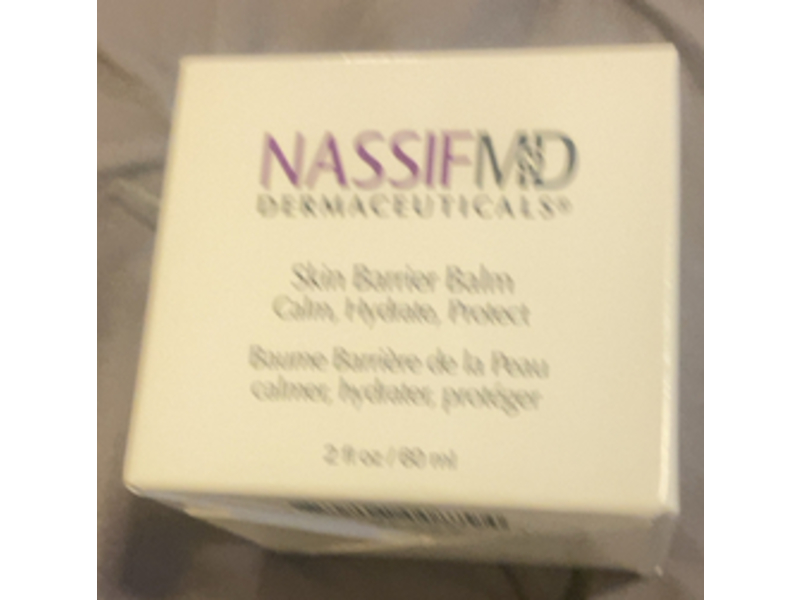 NASSIFMD
DERMACEUTICALS®
Skin Barrier Balm
Calm, Hydrate, Protect
Baume Barrière de la Peau
calmer, hydrater, protéger
2 fl oz / 60 ml